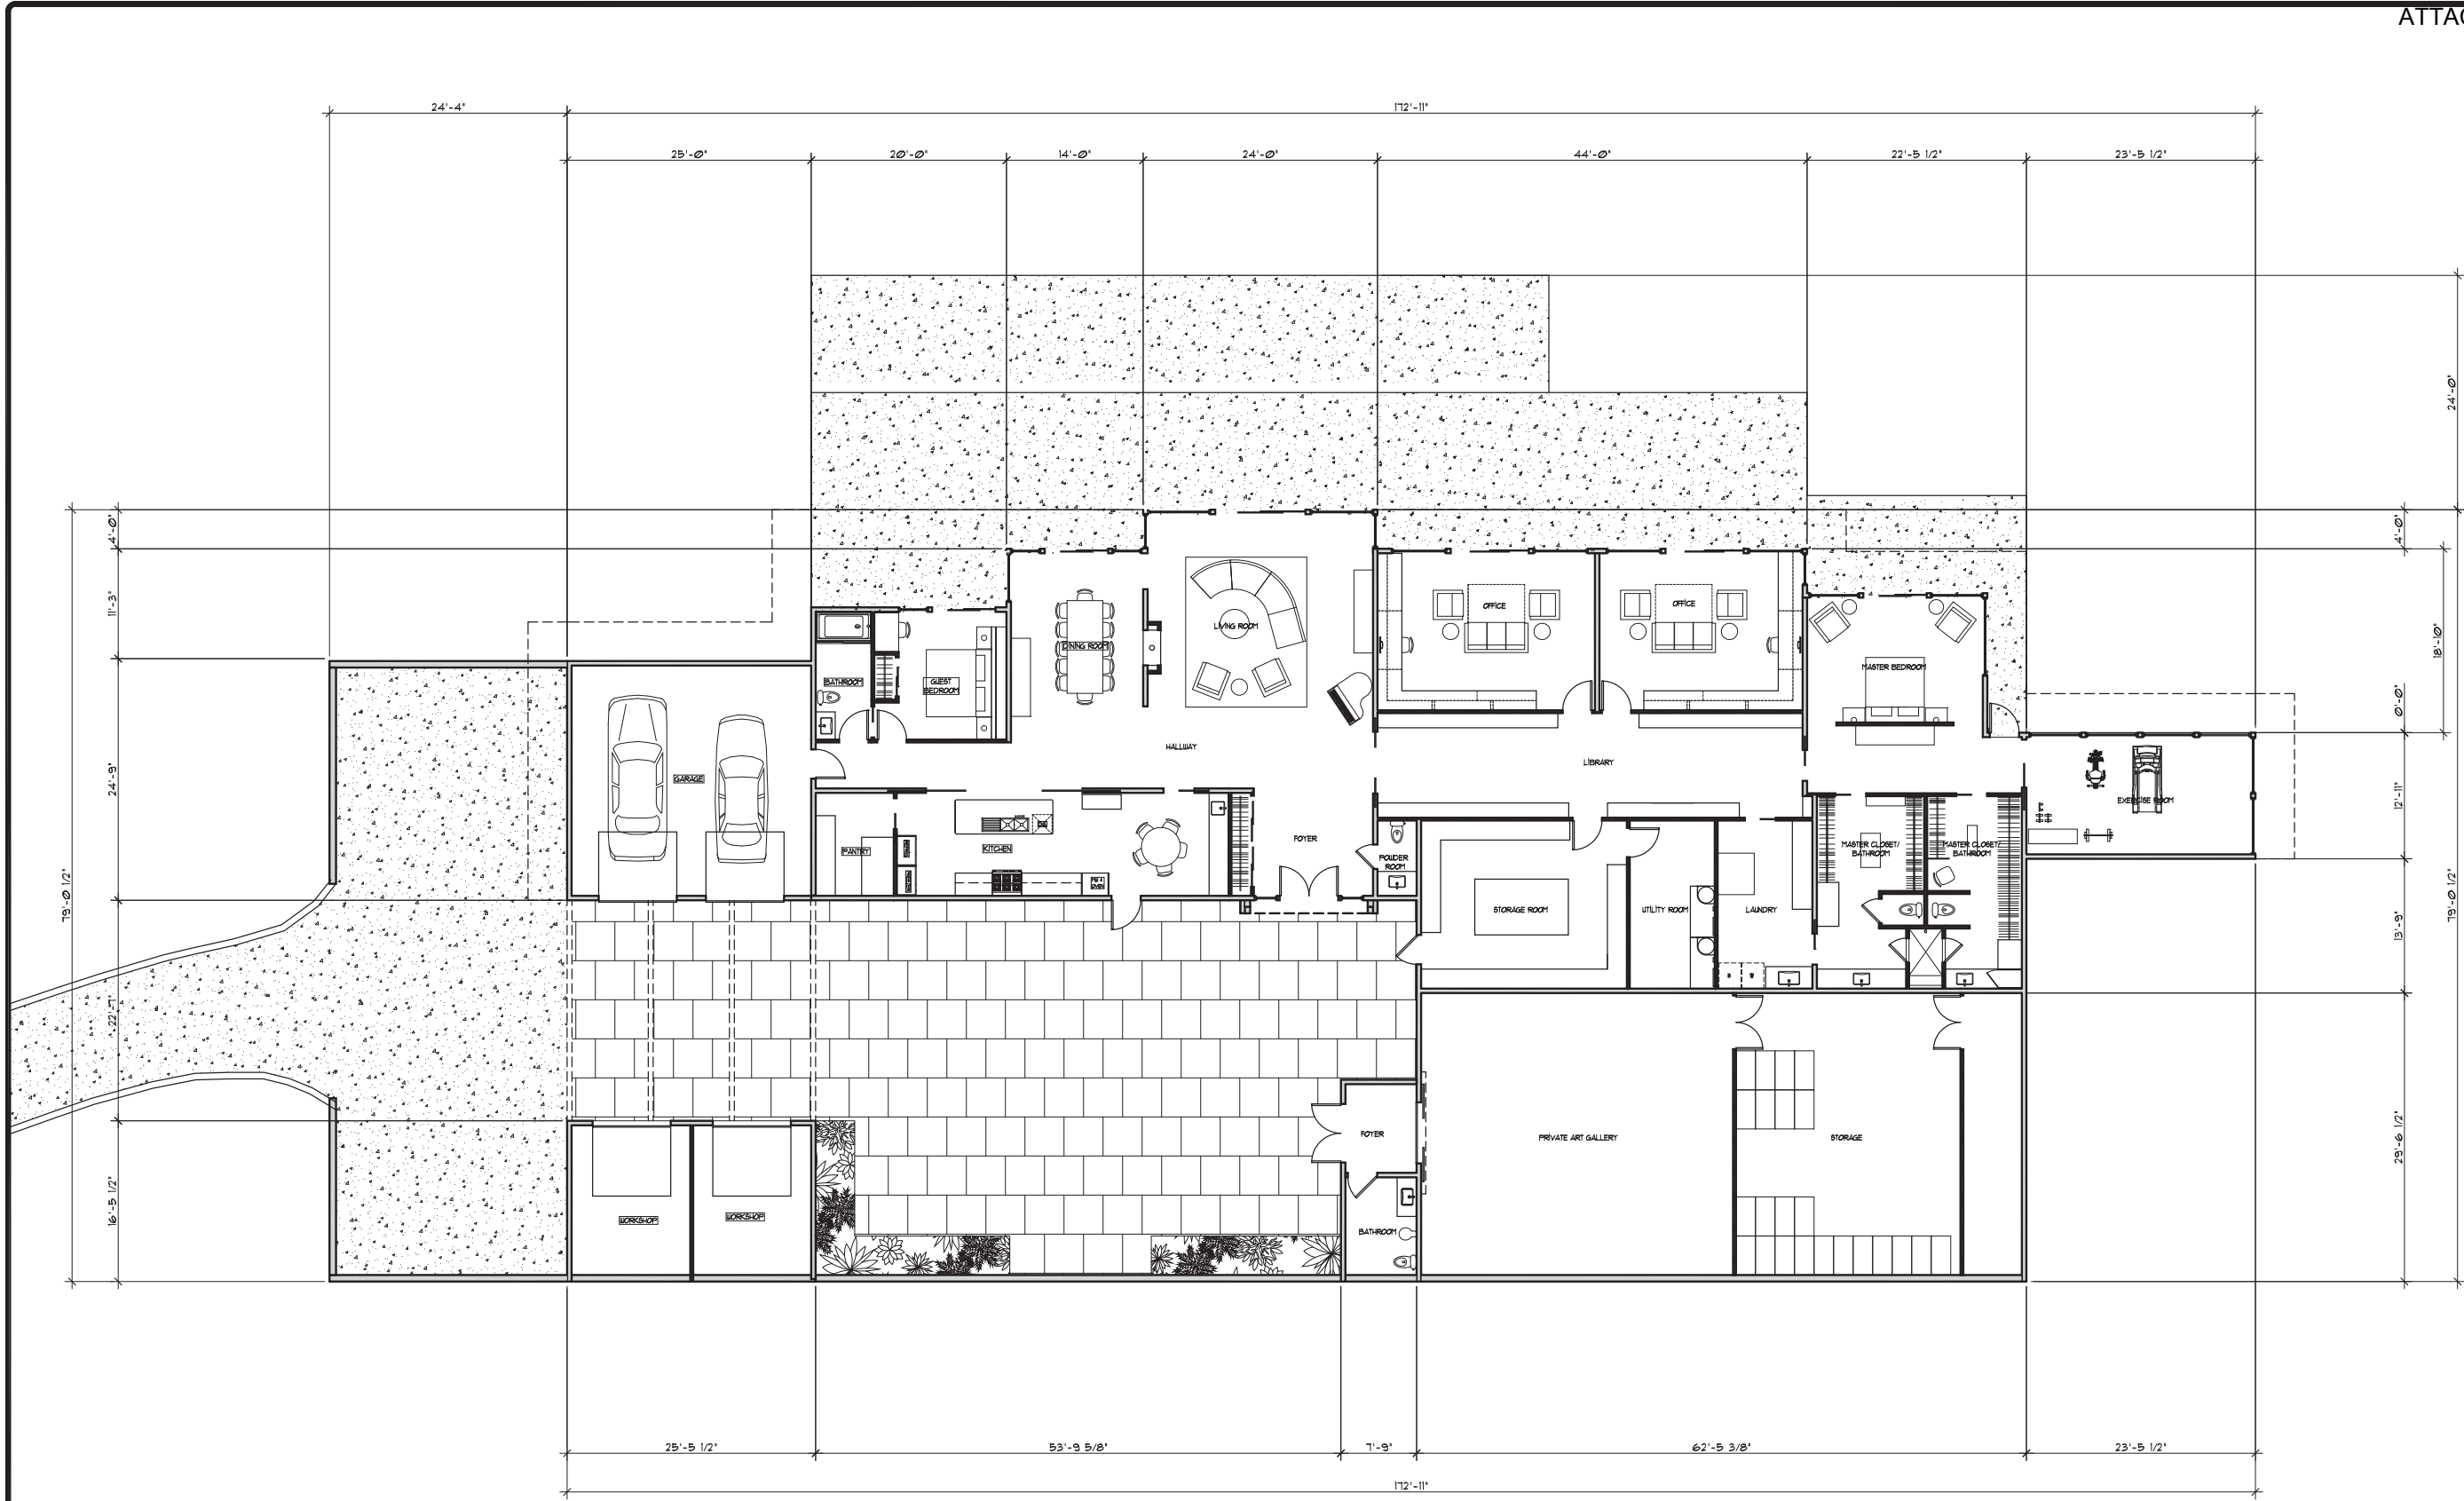 ATTAC
24'-4"
172'-11"
25'-0"
20'-0"
14'-0"
24'-0"
44'-0"
22'-5 1/2"
23'-5 1/2"
24'-0"
4'-0"
4'-0"
11'-3"
OFFICE
OFFICE
LIVING ROOM
DINING ROOM
18'-10"
MASTER BEDROOM
BATHROOM
GUEST
BEDROOM
0'-0"
HALLWAY
LIBRARY
GARAGE
24'-9"
EXERCISE ROOM
12'-11"
FOYER
PANTRY
KITCHEN
MASTER CLOSET/
BATHROOM
MASTER CLOSET/
BATHROOM
POWDER
ROOM
79'-0 1/2"
79'-0 1/2"
STORAGE ROOM
UTILITY ROOM
LAUNDRY
13'-9"
22'-7"
FOYER
PRIVATE ART GALLERY
STORAGE
29'-6 1/2"
16'-5 1/2"
WORKSHOP
WORKSHOP
BATHROOM
25'-5 1/2"
53'-9 5/8"
7'-9"
62'-5 3/8"
23'-5 1/2"
172'-11"